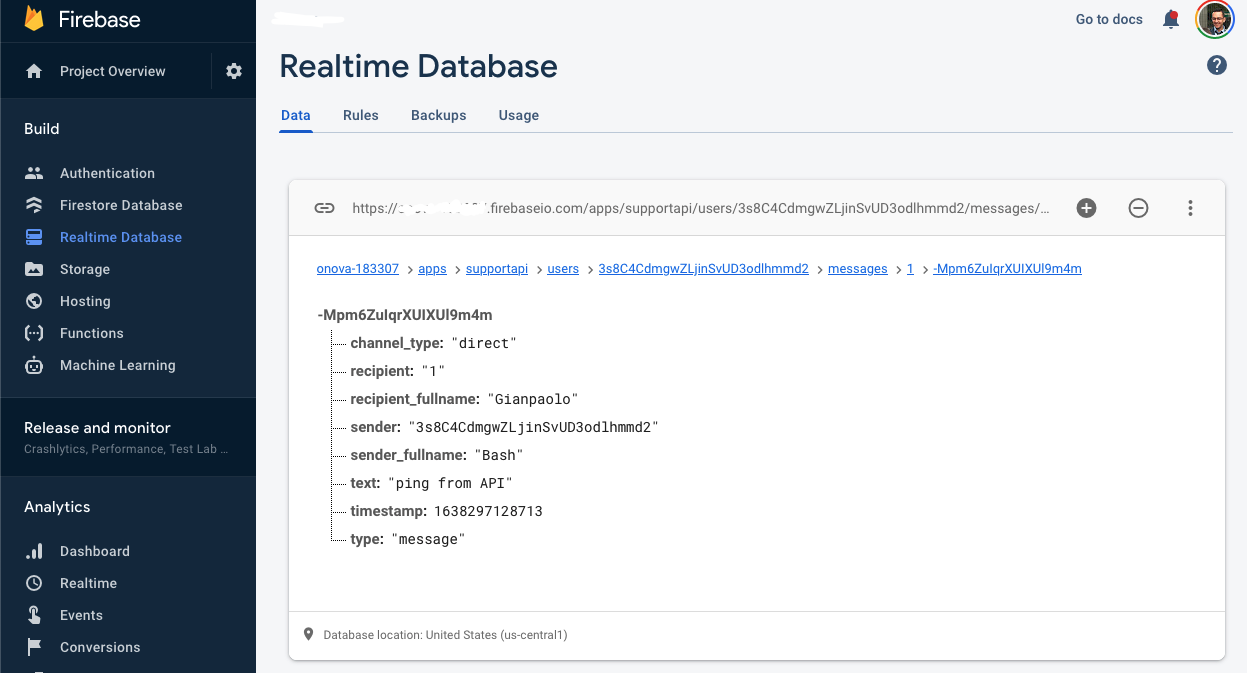 Firebase
Go to docs
Project Overview
Realtime Database
Data Rules Backups Usage
Build
Authentication
Firestore Database
Realtime Database
Storage
Hosting
Functions
Machine Learning
Release and monitor
Crashlytics, Performance, Test Lab ...
Analytics
Dashboard
Realtime
Events
Conversions
https:// .firebaseio.com/apps/supportapi/users/3s8C4CdmgwZLjinSvUD3odlhmmd2/messages/...
onova-183307 > apps > supportapi > users > 3s8C4CdmgwZLjinSvUD3odlhmmd2 > messages > 1 > -Mpm6ZuIqrXUIXUl9m4m
-Mpm6ZuIqrXUIXUl9m4m
channel_type: "direct"
recipient: "1"
recipient_fullname: "Gianpaolo"
sender: "3s8C4CdmgwZLjinSvUD3odlhmmd2"
sender_fullname: "Bash"
text: "ping from API"
timestamp: 1638297128713
type: "message"
Database location: United States (us-central1)